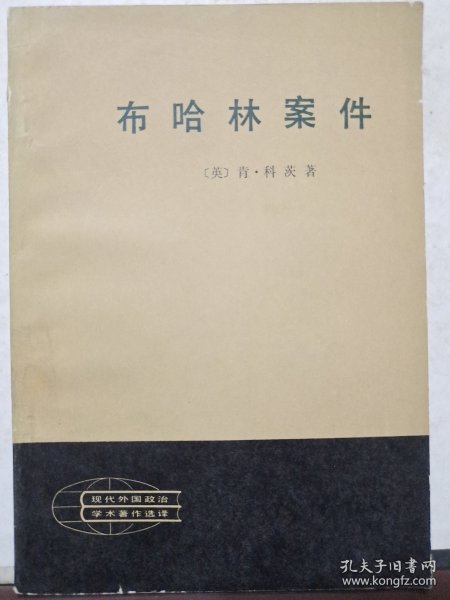 布哈林案件
〔英〕肯·科茨著
现代外国政治
学术著作选译
孔夫子旧书网
www.kongfz.com